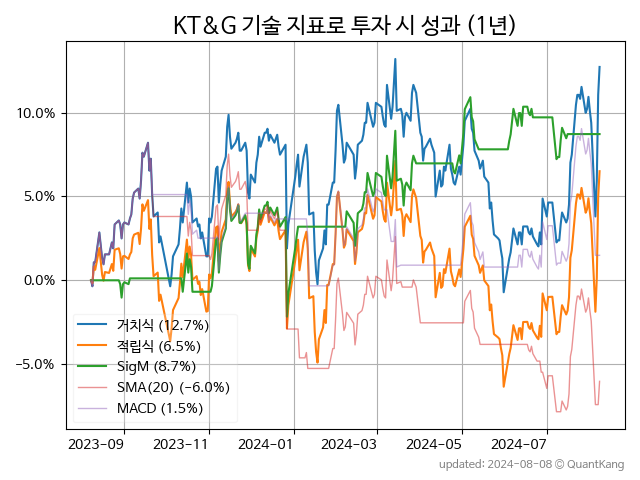 KT&G 기술 지표로 투자 시 성과 (1년)
10.0%
5.0%
0.0%
−5.0%
거치식 (12.7%)
적립식 (6.5%)
SigM (8.7%)
SMA(20) (−6.0%)
MACD (1.5%)
2023−09
2023−11
2024−01
2024−03
2024−05
2024−07
updated: 2024−08−08 © QuantKang